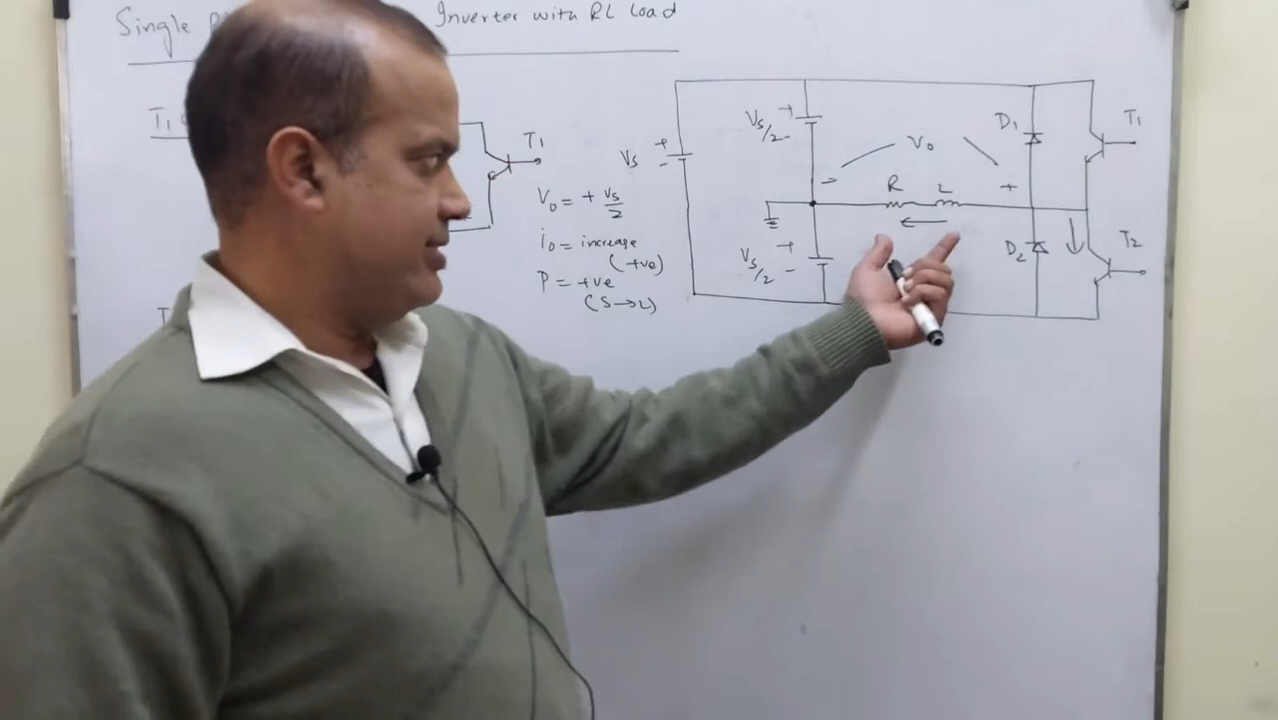 Single Inverter with RL Load
T1
T1
V0 = + Vs/2
i0 = increase
(+ve)
P = +ve
(S→L)
T
Vs
+
-
Vs/2
+
-
Vs/2
+
-
V0
-
+
R
L
D1
T1
D2
T2